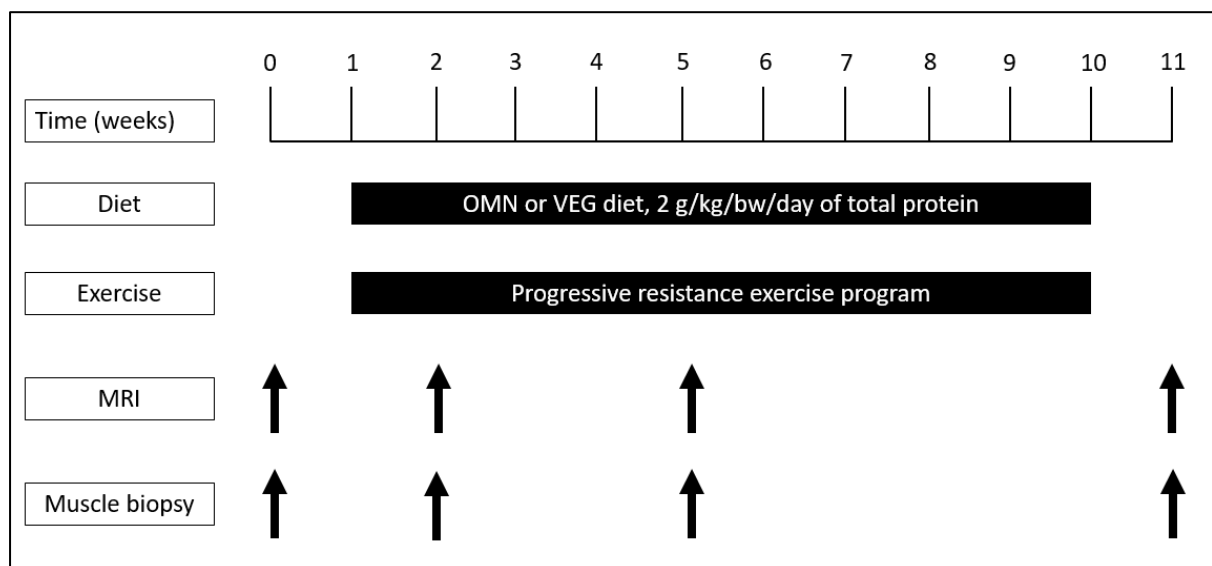 0 1 2 3 4 5 6 7 8 9 10 11
Time (weeks)
Diet
OMN or VEG diet, 2 g/kg/bw/day of total protein
Exercise
Progressive resistance exercise program
MRI
Muscle biopsy